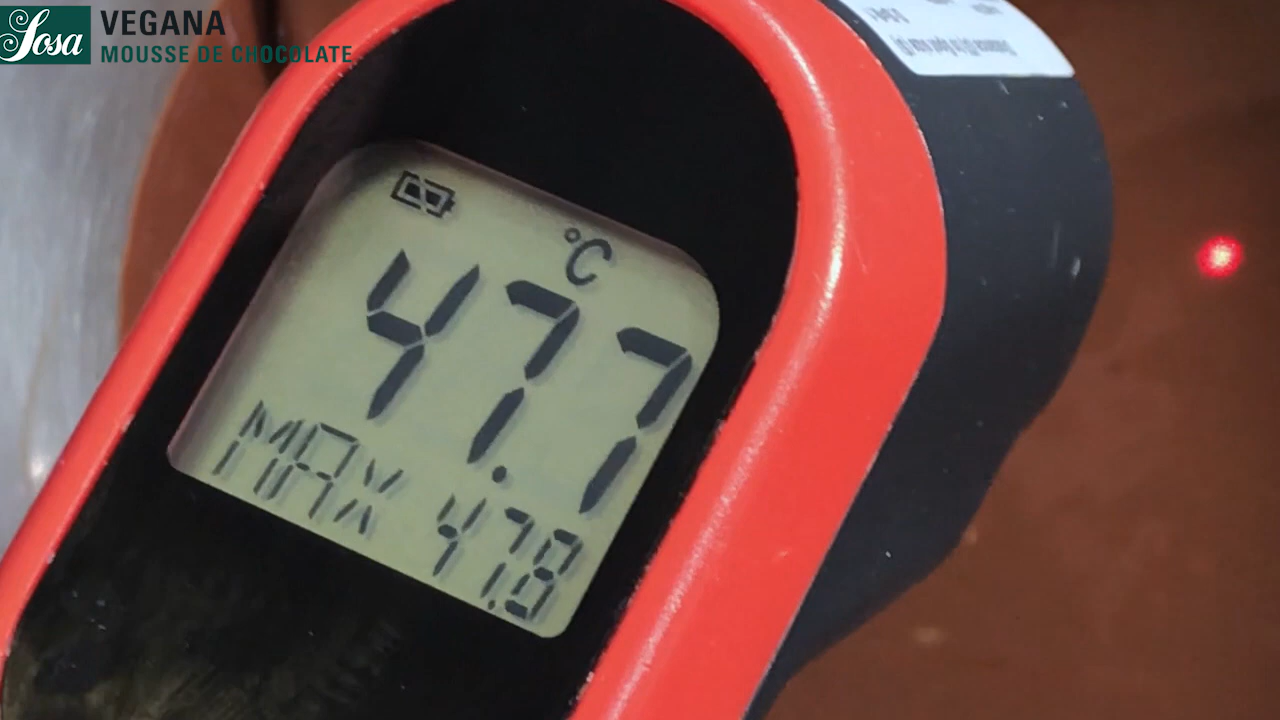 Sosa
VEGANA
MOUSSE DE CHOCOLATE
°C
47.7
MAX 47.8